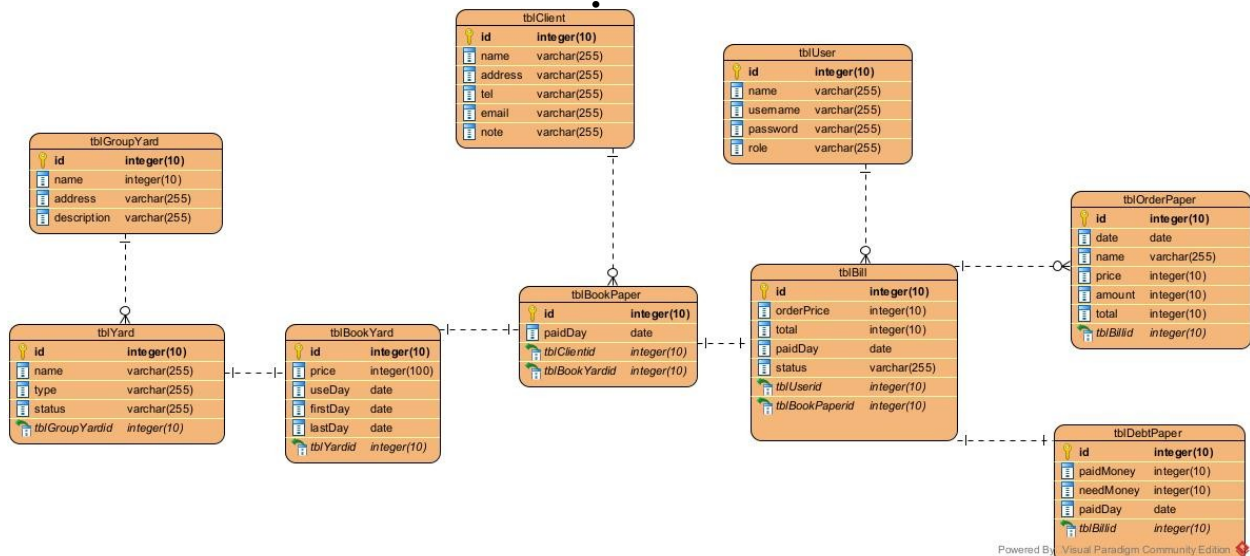 tblClient
id integer(10)
name varchar(255)
address varchar(255)
tel varchar(255)
email varchar(255)
note varchar(255)
tblUser
id integer(10)
name varchar(255)
username varchar(255)
password varchar(255)
role varchar(255)
tblGroupYard
id integer(10)
name integer(10)
address varchar(255)
description varchar(255)
tblOrderPaper
id integer(10)
date date
name varchar(255)
price integer(10)
amount integer(10)
total integer(10)
tblBillid integer(10)
tblYard
id integer(10)
name varchar(255)
type varchar(255)
status varchar(255)
tblGroupYardid integer(10)
tblBookYard
id integer(10)
price integer(100)
useDay date
firstDay date
lastDay date
tblYardid integer(10)
tblBookPaper
id integer(10)
paidDay date
tblClientid integer(10)
tblBookYardid integer(10)
tblBill
id integer(10)
orderPrice integer(10)
total integer(10)
paidDay date
status varchar(255)
tblUserid integer(10)
tblBookPaperid integer(10)
tblDebtPaper
id integer(10)
paidMoney integer(10)
needMoney integer(10)
paidDay date
tblBillid integer(10)
Powered By Visual Paradigm Community Edition